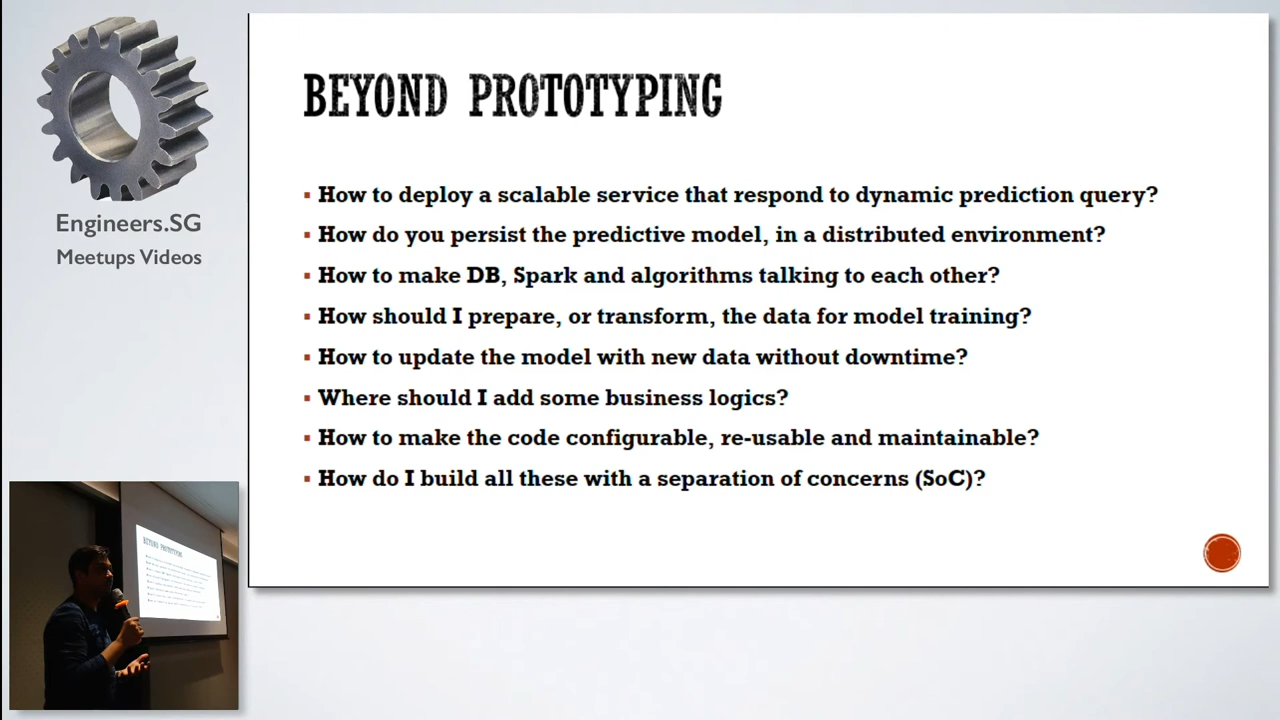 Engineers.SG
Meetups Videos
BEYOND PROTOTYPING
▪ How to deploy a scalable service that respond to dynamic prediction query?
▪ How do you persist the predictive model, in a distributed environment?
▪ How to make DB, Spark and algorithms talking to each other?
▪ How should I prepare, or transform, the data for model training?
▪ How to update the model with new data without downtime?
▪ Where should I add some business logics?
▪ How to make the code configurable, re-usable and maintainable?
▪ How do I build all these with a separation of concerns (SoC)?
BEYOND PROTOTYPING